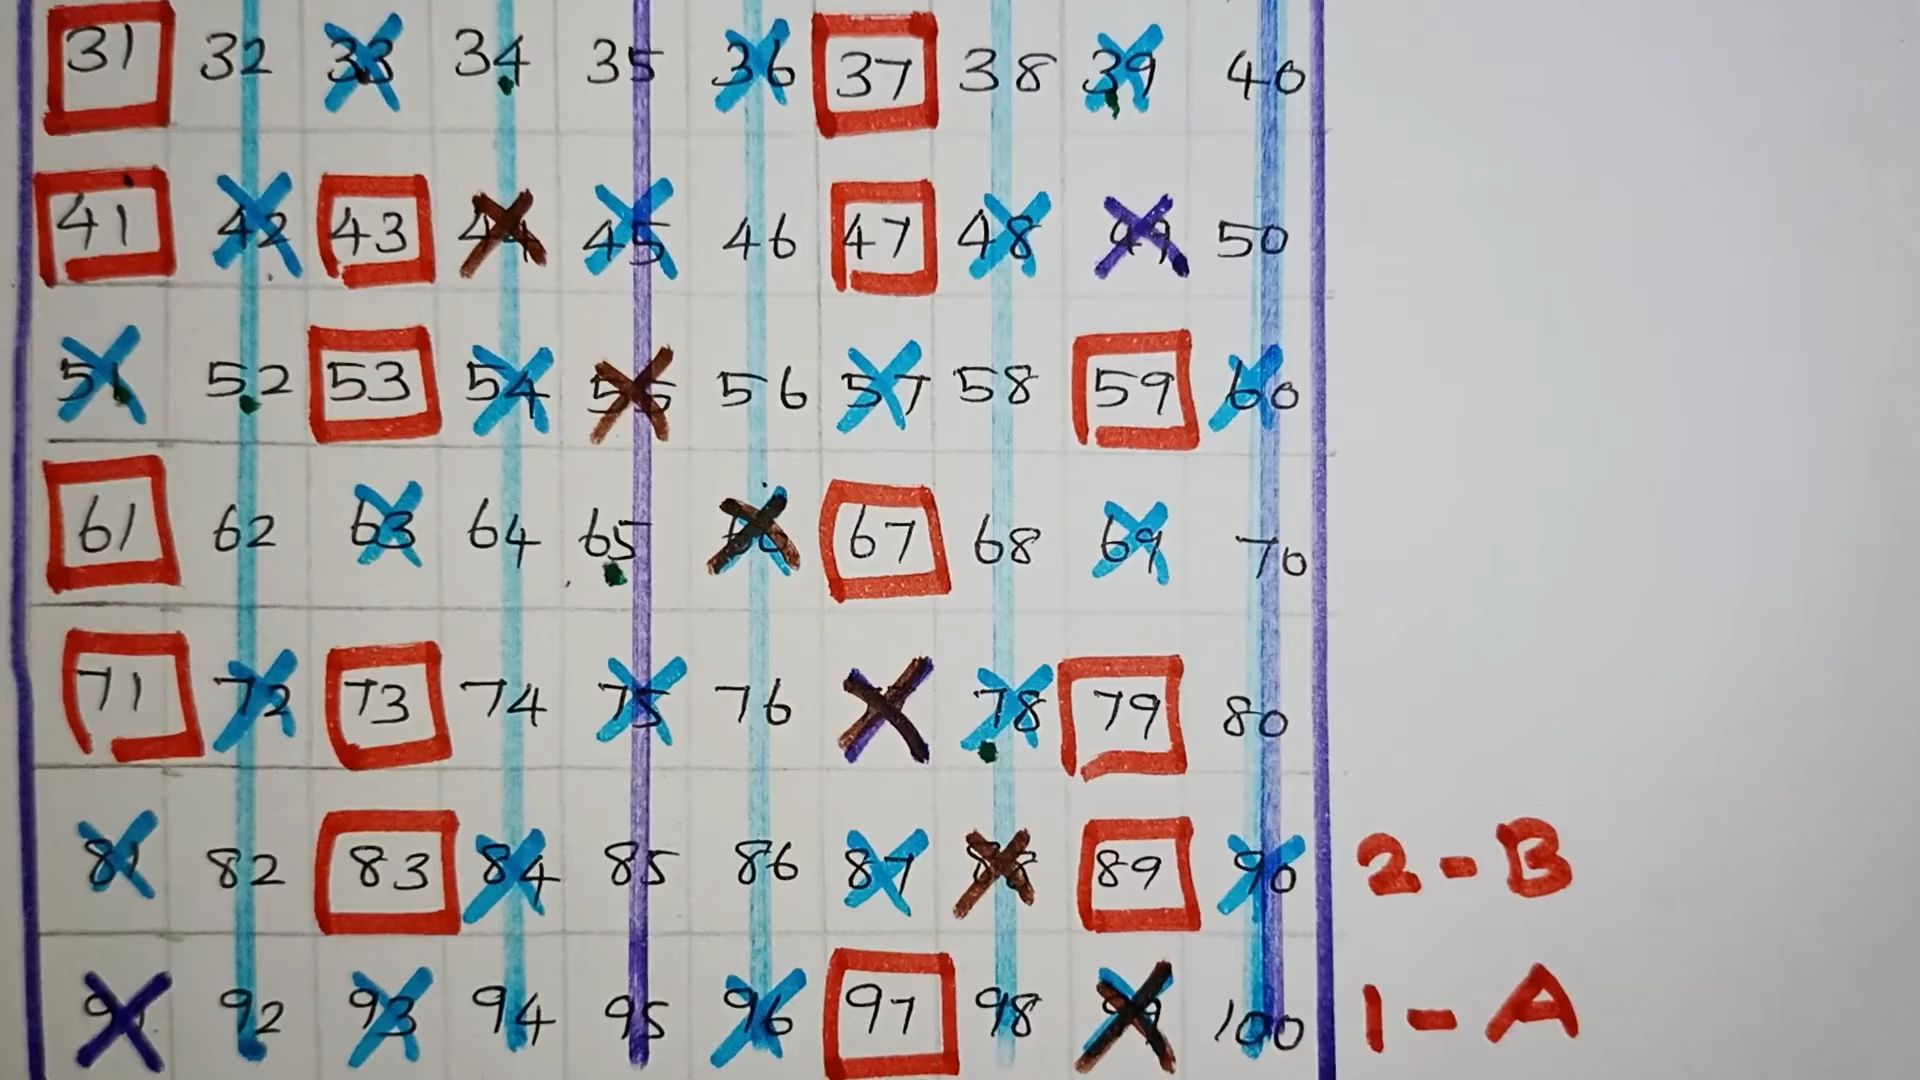 31 32 33 34 35 36 37 38 39 40
41 42 43 44 45 46 47 48 49 50
51 52 53 54 55 56 57 58 59 60
61 62 63 64 65 66 67 68 69 70
71 72 73 74 75 76 78 79 80
81 82 83 84 85 86 87 88 89 90 2-B
91 92 93 94 95 96 97 98 99 100 1-A